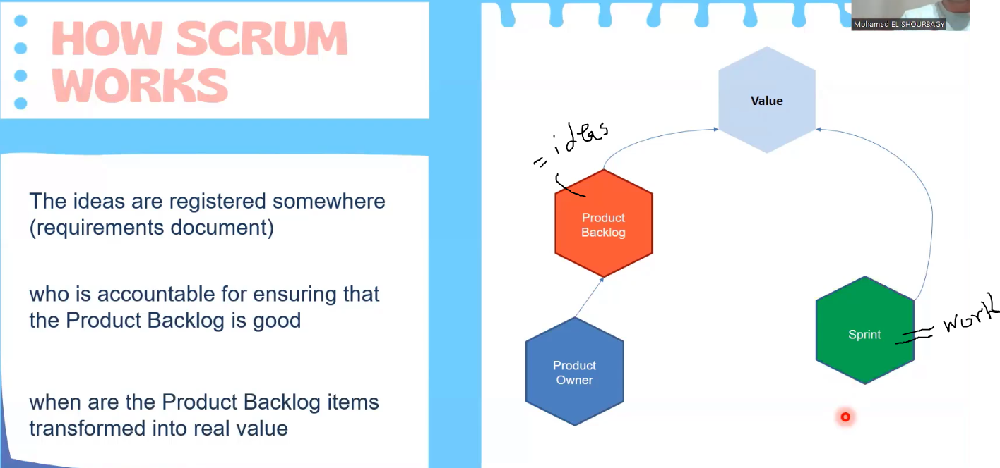 HOW SCRUM
WORKS
The ideas are registered somewhere
(requirements document)
who is accountable for ensuring that
the Product Backlog is good
when are the Product Backlog items
transformed into real value
Mohamed EL SHOURBAGY
Value
= ideas
Product
Backlog
Product
Owner
Sprint
= work